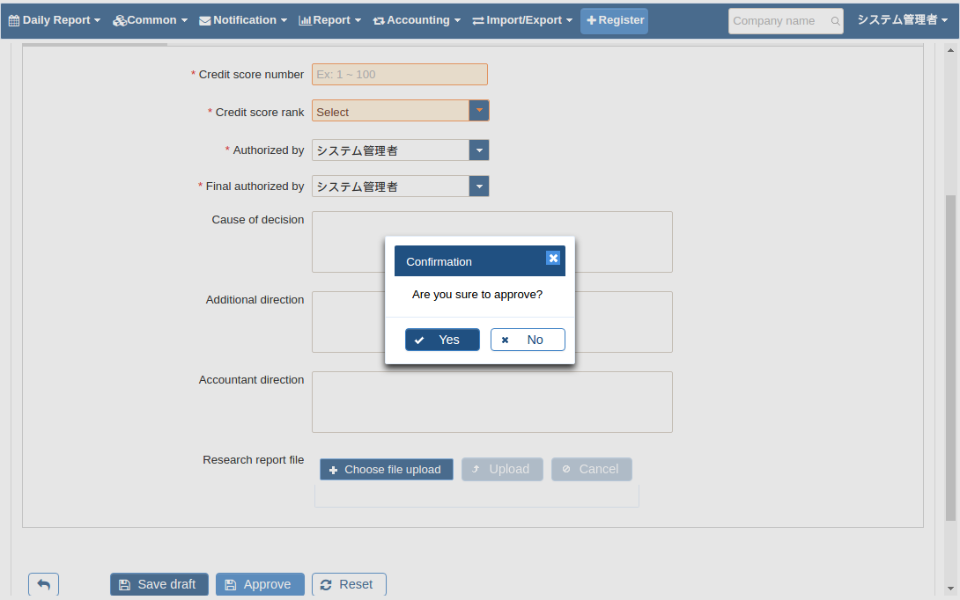 Daily Report Common Notification Report Accounting Import/Export Register Company name システム管理者
* Credit score number Ex: 1 ~ 100
* Credit score rank Select
* Authorized by システム管理者
* Final authorized by システム管理者
Cause of decision
Confirmation
Are you sure to approve?
Additional direction
Yes No
Accountant direction
Research report file Choose file upload Upload Cancel
Save draft Approve Reset